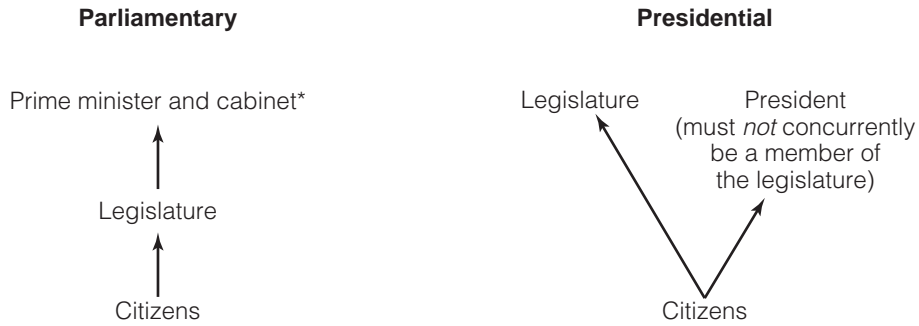 Parliamentary
Prime minister and cabinet*
Legislature
Citizens
Presidential
Legislature
President
(must not concurrently
be a member of
the legislature)
Citizens